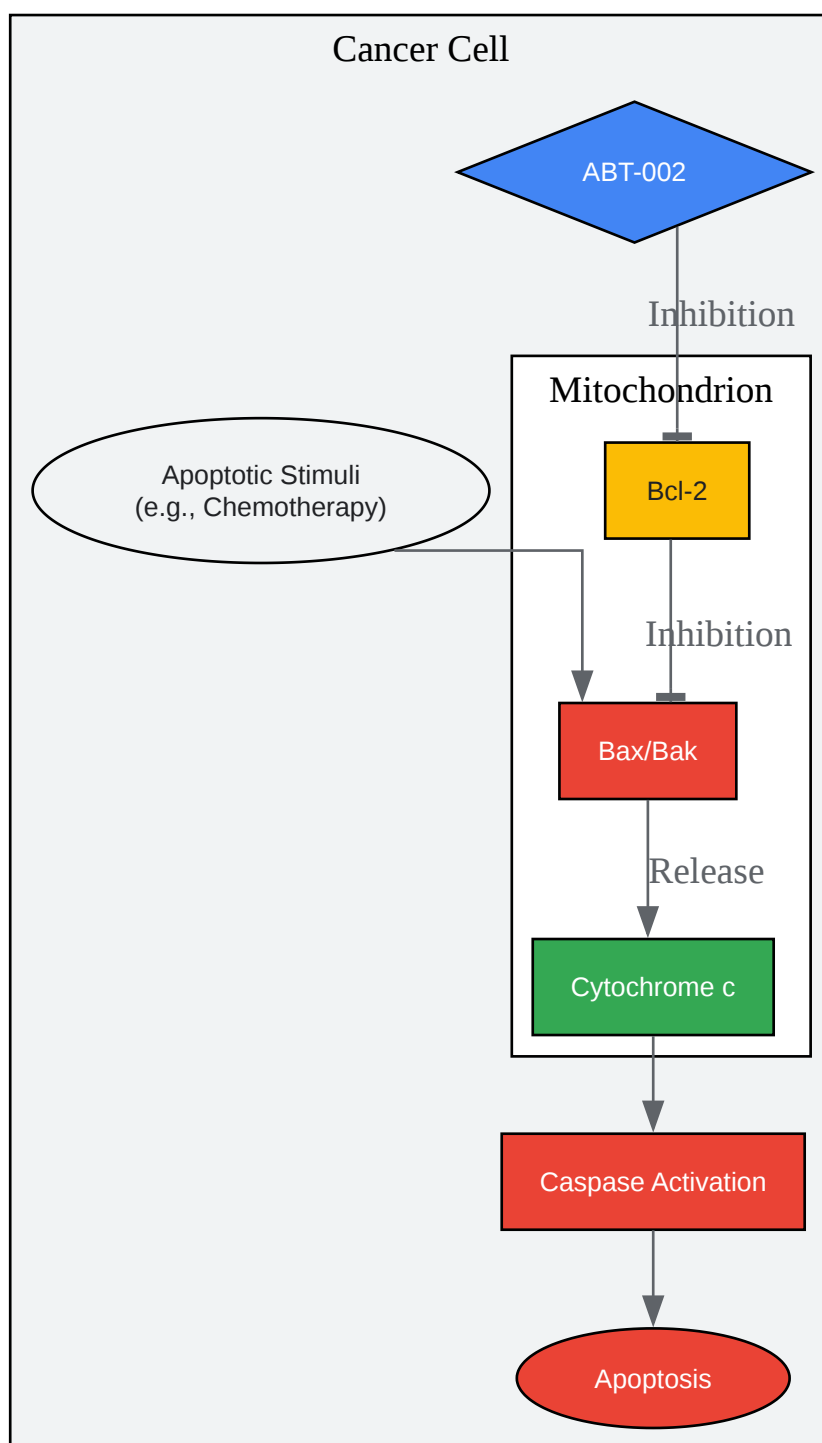 Cancer Cell
ABT-002
Inhibition
Mitochondrion
Apoptotic Stimuli
(e.g., Chemotherapy)
Bcl-2
Inhibition
Bax/Bak
Release
Cytochrome c
Caspase Activation
Apoptosis